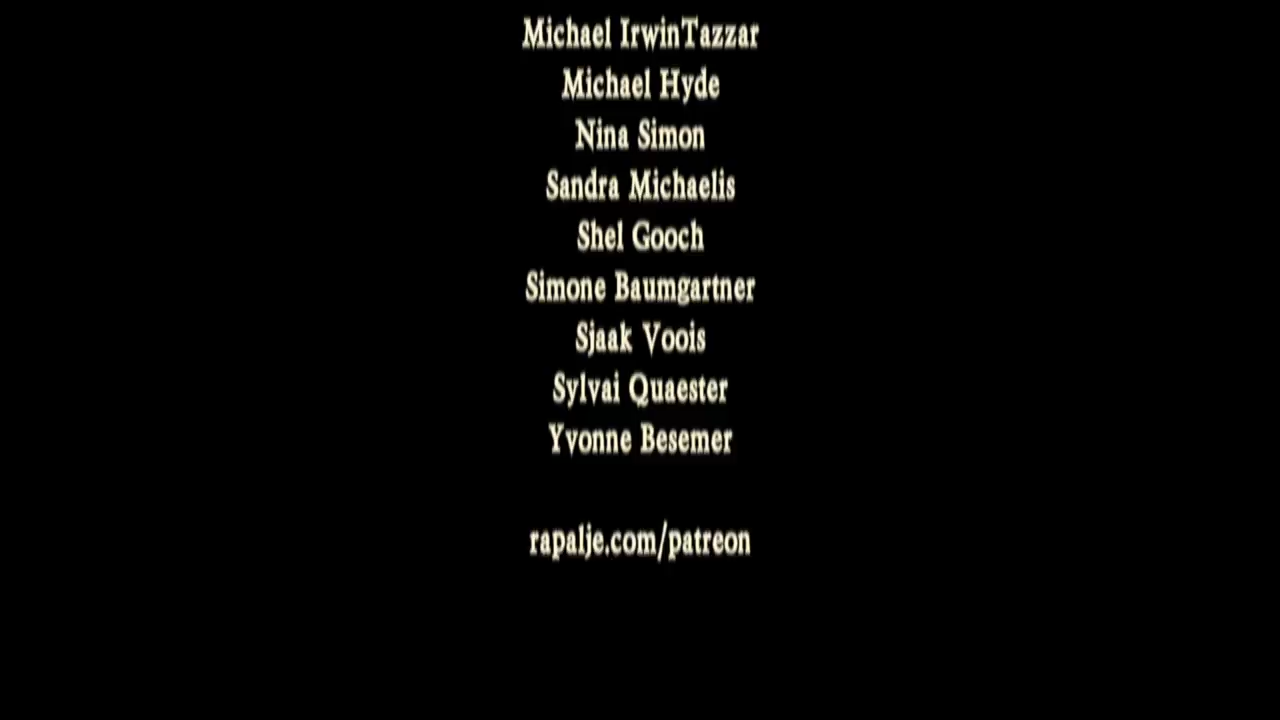 Michael IrwinTazzar
Michael Hyde
Nina Simon
Sandra Michaelis
Shel Gooch
Simone Baumgartner
Sjaak Voois
Sylvai Quaester
Yvonne Besemer
rapalje.com/patreon